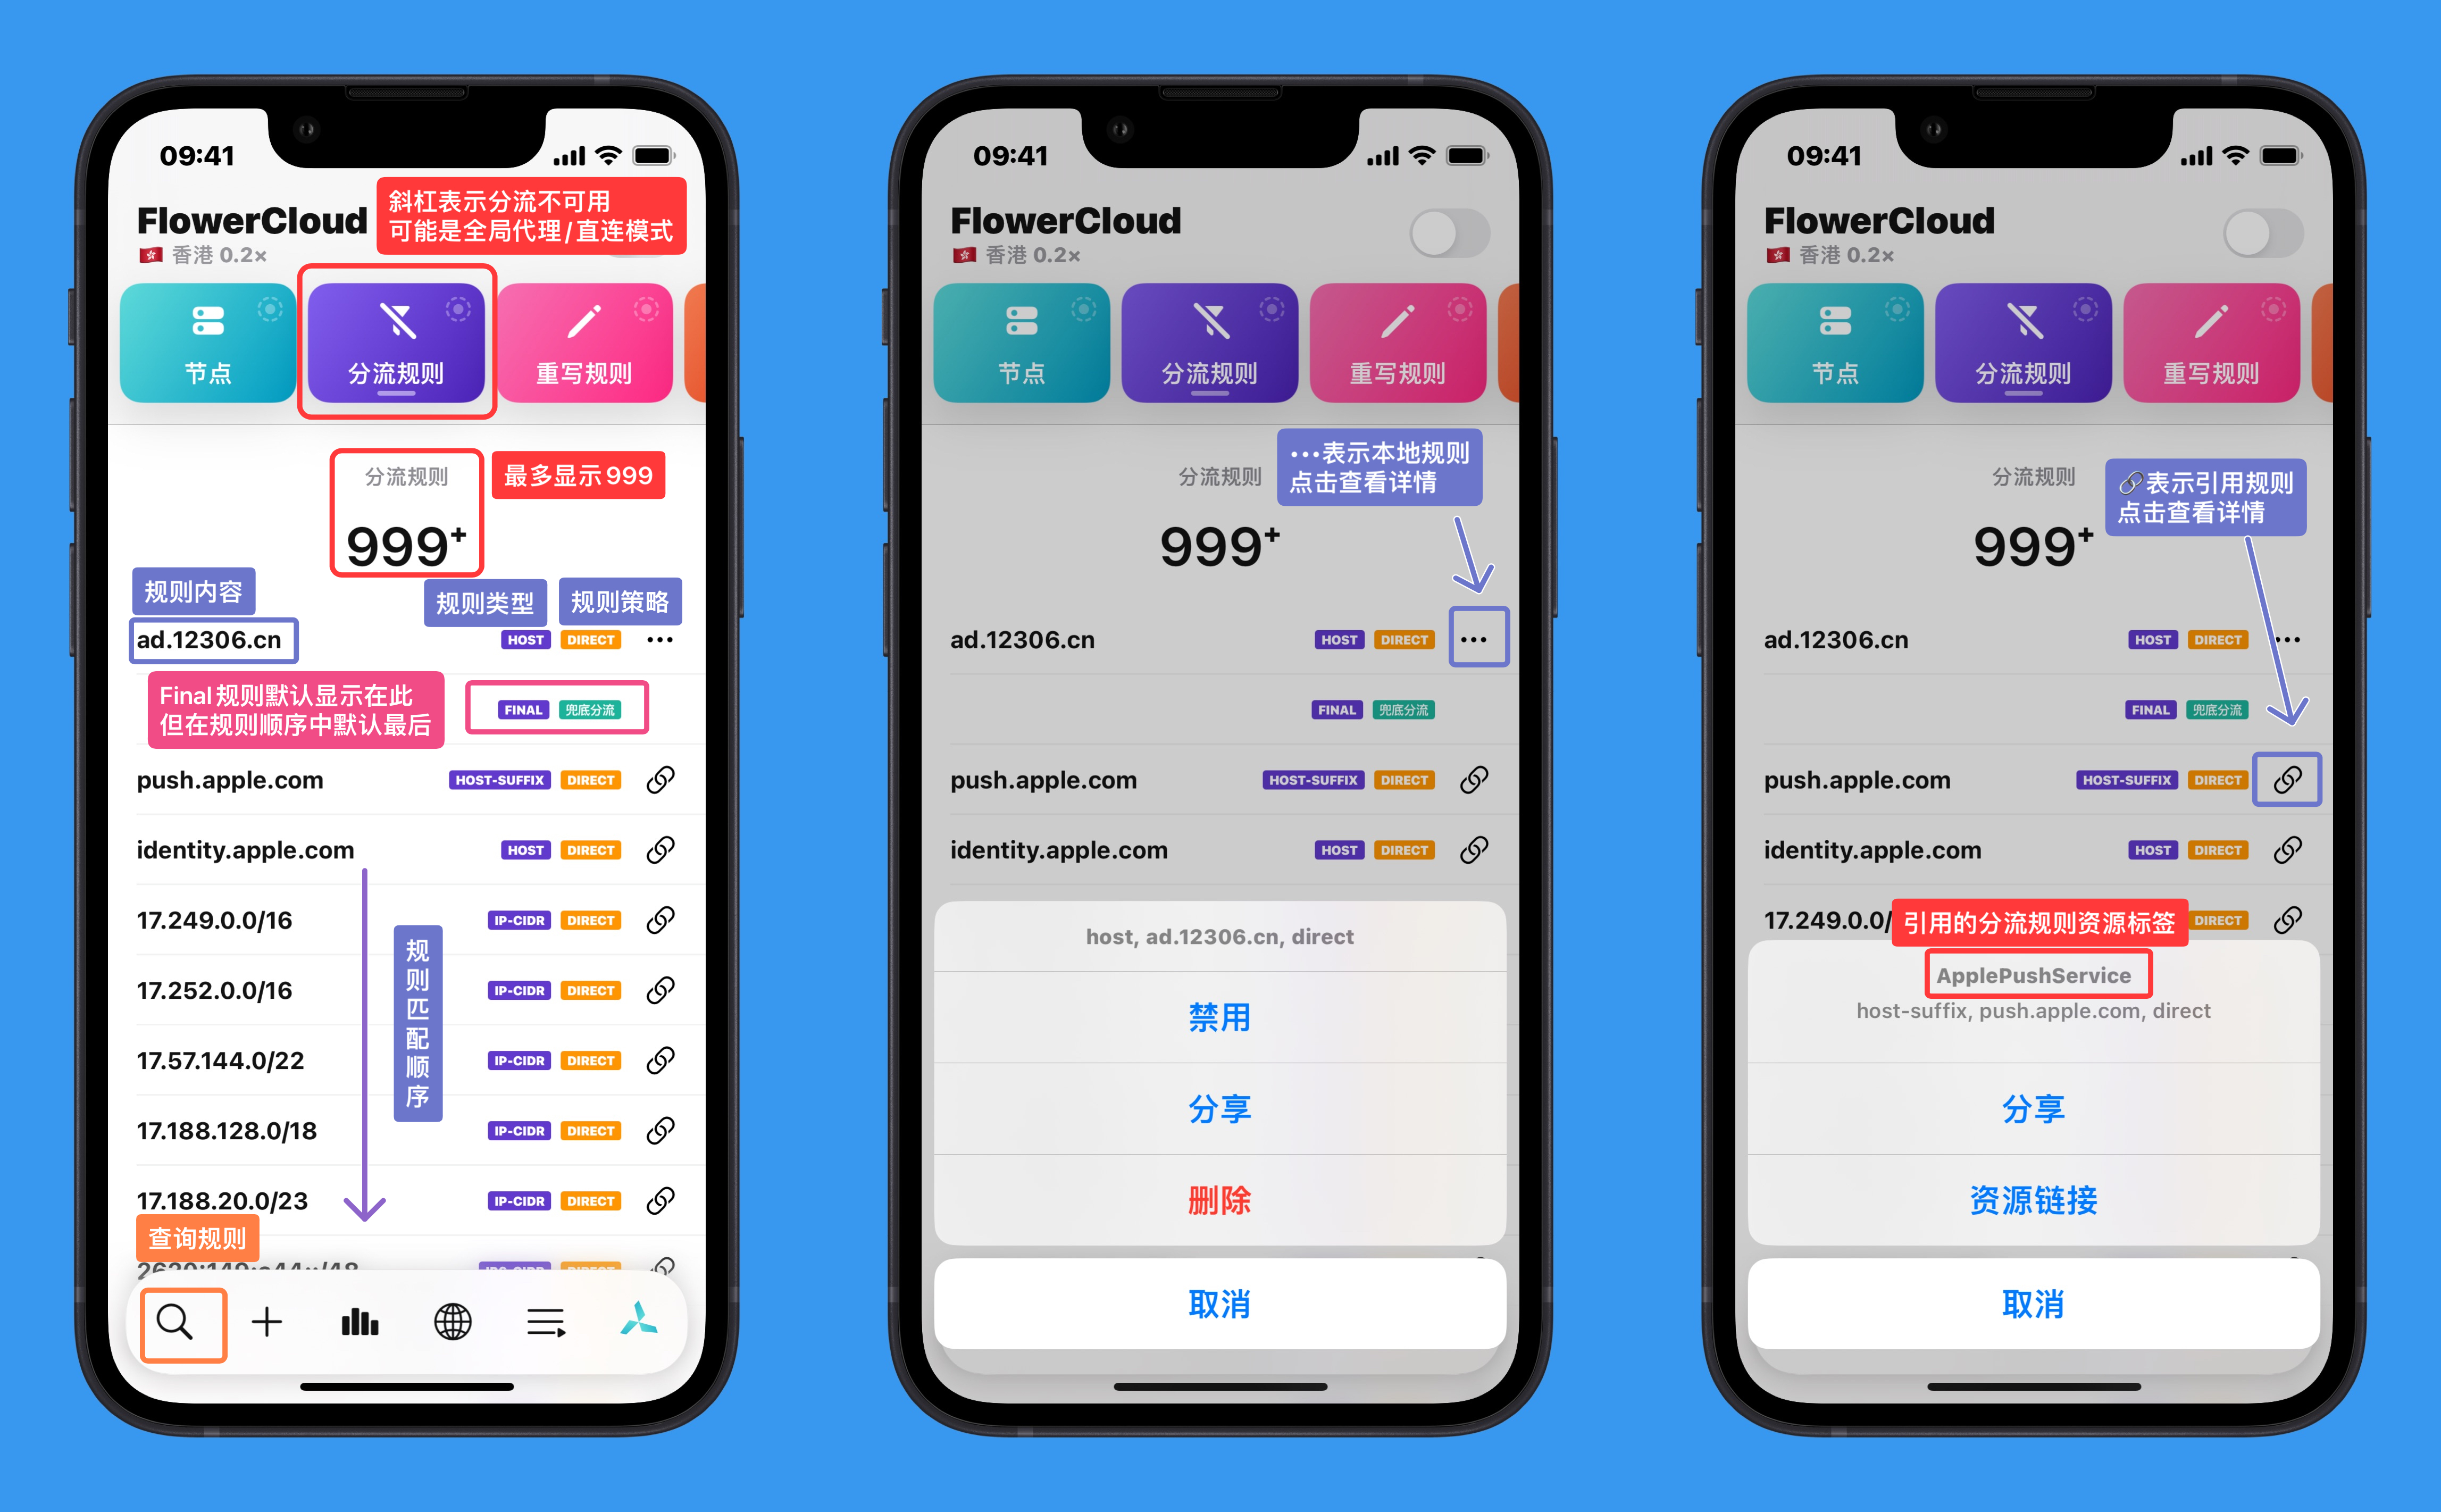 09:41
FlowerCloud
斜杠表示分流不可用
可能是全局代理/直连模式
香港 0.2×
节点
分流规则
重写规则
分流规则
最多显示999
999+
规则内容
规则类型
规则策略
ad.12306.cn
HOST
DIRECT
Final规则默认显示在此
但在规则顺序中默认最后
FINAL
兜底分流
push.apple.com
HOST-SUFFIX
DIRECT
identity.apple.com
HOST
DIRECT
17.249.0.0/16
IP-CIDR
DIRECT
17.252.0.0/16
IP-CIDR
DIRECT
17.57.144.0/22
IP-CIDR
DIRECT
17.188.128.0/18
IP-CIDR
DIRECT
17.188.20.0/23
IP-CIDR
DIRECT
规则匹配顺序
查询规则
09:41
FlowerCloud
香港 0.2×
节点
分流规则
重写规则
分流规则
•••表示本地规则
点击查看详情
999+
ad.12306.cn
HOST
DIRECT
FINAL
兜底分流
push.apple.com
HOST-SUFFIX
DIRECT
identity.apple.com
HOST
DIRECT
host, ad.12306.cn, direct
禁用
分享
删除
取消
09:41
FlowerCloud
香港 0.2×
节点
分流规则
重写规则
分流规则
🔗表示引用规则
点击查看详情
999+
ad.12306.cn
HOST
DIRECT
FINAL
兜底分流
push.apple.com
HOST-SUFFIX
DIRECT
identity.apple.com
HOST
DIRECT
17.249.0.0/
引用的分流规则资源标签
DIRECT
ApplePushService
host-suffix, push.apple.com, direct
分享
资源链接
取消